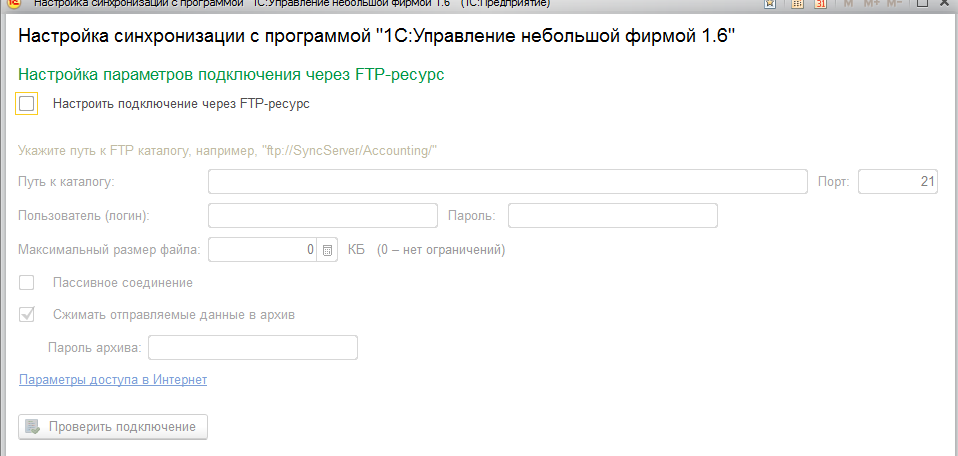 Настройка синхронизации с программой "1С:Управление небольшой фирмой 1.6" (1С:Предприятие)
31 M M+ M-
Настройка синхронизации с программой "1С:Управление небольшой фирмой 1.6"
Настройка параметров подключения через FTP-ресурс
Настроить подключение через FTP-ресурс
Укажите путь к FTP каталогу, например, "ftp://SyncServer/Accounting/"
Путь к каталогу: Порт: 21
Пользователь (логин): Пароль:
Максимальный размер файла: 0 КБ (0 – нет ограничений)
Пассивное соединение
Сжимать отправляемые данные в архив
Пароль архива:
Параметры доступа в Интернет
Проверить подключение